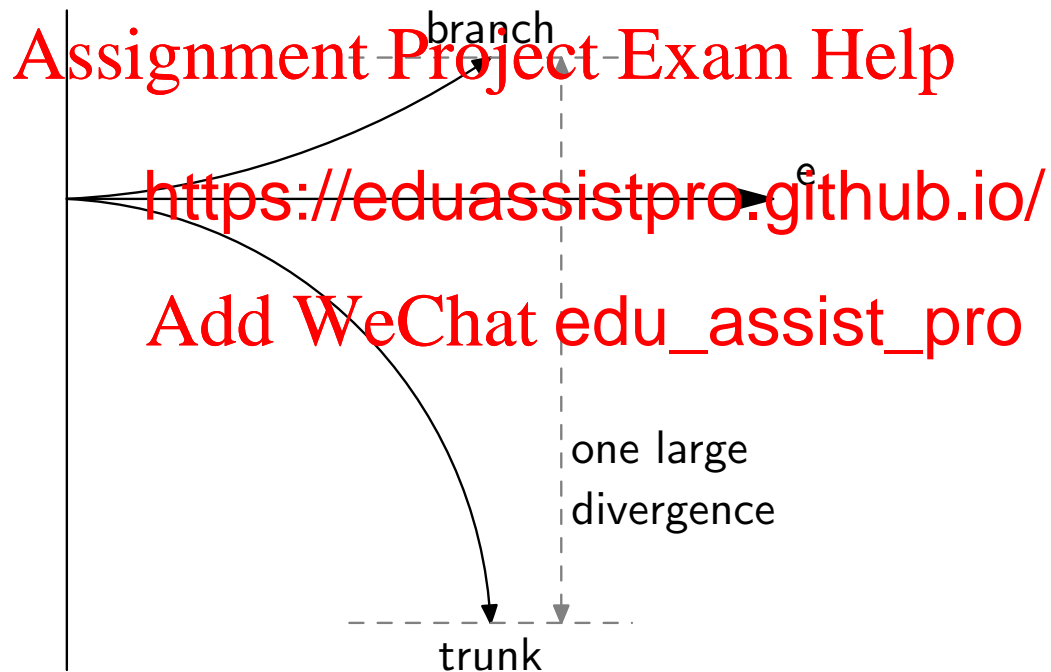 branch
Assignment Project Exam Help
e
https://eduassistpro.github.io/
Add WeChat edu_assist_pro
one large
divergence
trunk